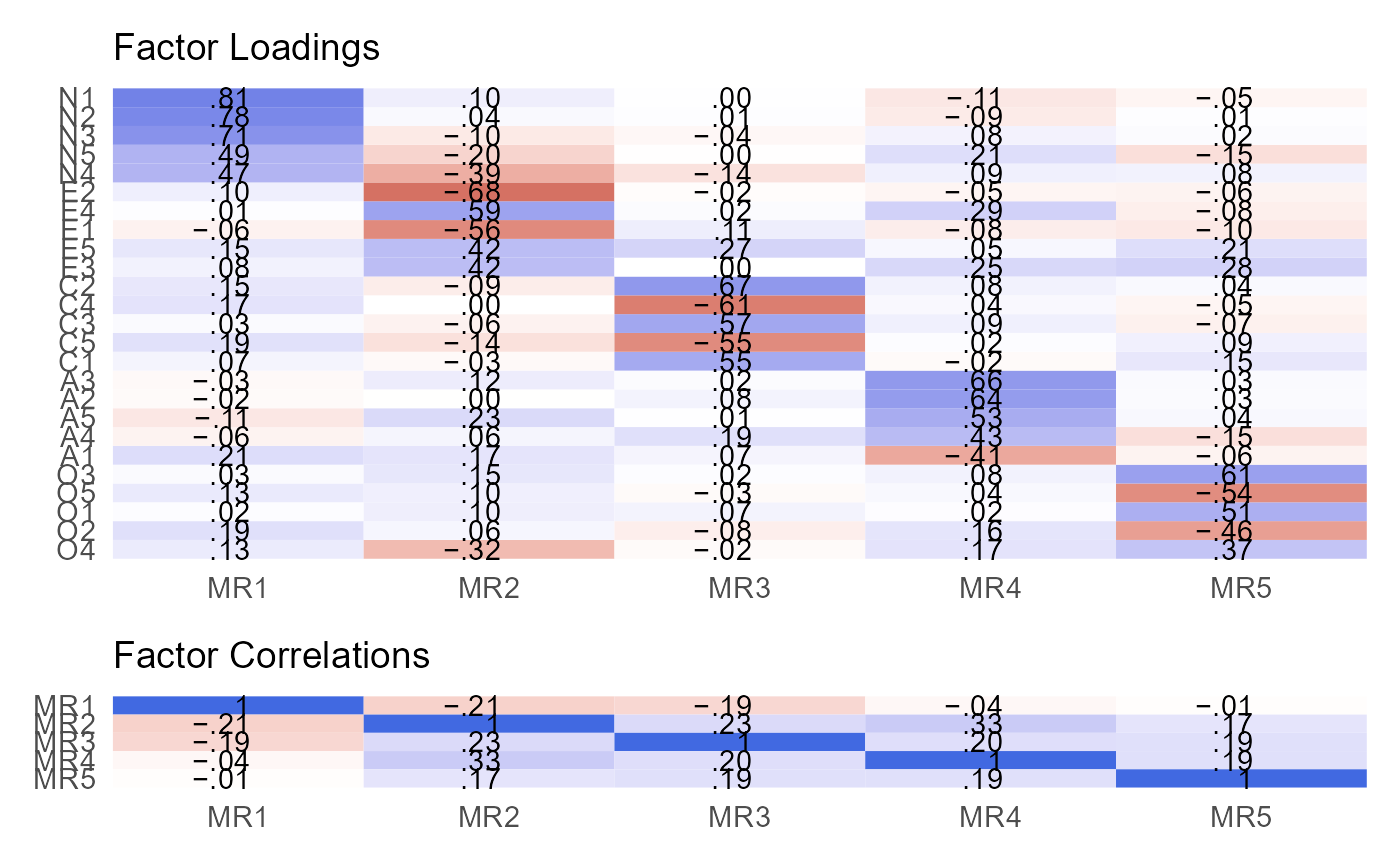 Factor Loadings
N1 .81 .10 .00 −.11 −.05
N2 .78 .04 .01 −.09 .01
N3 .71 −.10 −.04 .08 .02
N5 .49 −.20 .00 .21 −.15
N4 .47 −.39 −.14 .09 .08
E2 .10 −.68 −.02 −.05 −.06
E4 .01 .59 .02 .29 −.08
E1 −.06 −.56 .11 −.08 −.10
E5 .15 .42 .27 .05 .21
E3 .08 .42 .00 .25 .28
C2 .15 −.09 .67 .08 .04
C4 .17 .00 −.61 .04 −.05
C3 .03 −.06 .57 .09 −.07
C5 .19 −.14 −.55 .02 .09
C1 .07 −.03 .55 −.02 .15
A3 −.03 .12 .02 .66 .03
A2 −.02 .00 .08 .64 .03
A5 −.11 .23 .01 .53 .04
A4 −.06 .06 .19 .43 −.15
A1 .21 .17 .07 −.41 −.06
O3 .03 .15 .02 .08 .61
O5 .13 .10 −.03 .04 −.54
O1 .02 .10 .07 .02 .51
O2 .19 .06 −.08 .16 −.46
O4 .13 −.32 −.02 .17 .37
MR1 MR2 MR3 MR4 MR5
Factor Correlations
MR1 1 −.21 −.19 −.04 −.01
MR2 −.21 1 .23 .33 .17
MR3 −.19 .23 1 .20 .19
MR4 −.04 .33 .20 1 .19
MR5 −.01 .17 .19 .19 1
MR1 MR2 MR3 MR4 MR5